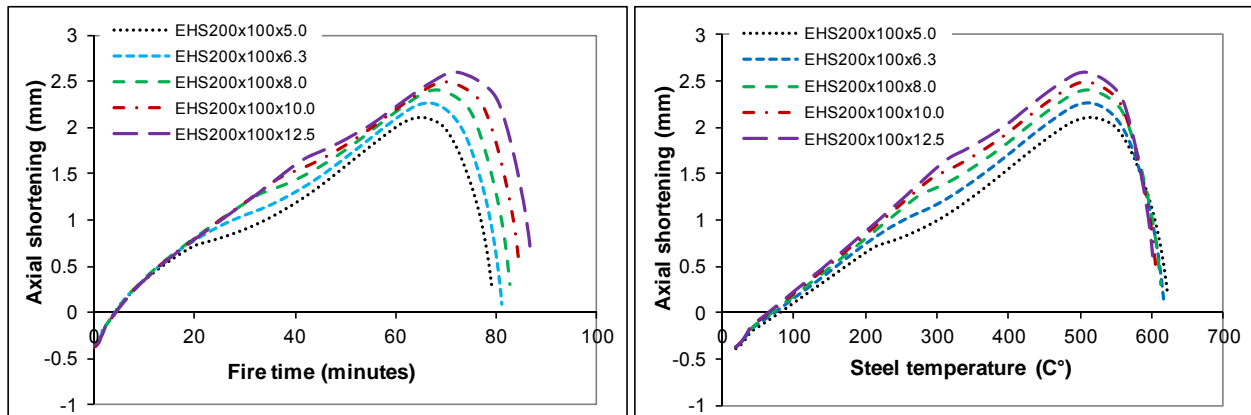 EHS200x100x5.0
EHS200x100x6.3
EHS200x100x8.0
EHS200x100x10.0
EHS200x100x12.5
Axial shortening (mm)
3
2.5
2
1.5
1
0.5
0
-0.5
-1
0 20 40 60 80 100
Fire time (minutes)
EHS200x100x5.0
EHS200x100x6.3
EHS200x100x8.0
EHS200x100x10.0
EHS200x100x12.5
Axial shortening (mm)
3
2.5
2
1.5
1
0.5
0
-0.5
-1
0 100 200 300 400 500 600 700
Steel temperature (C°)